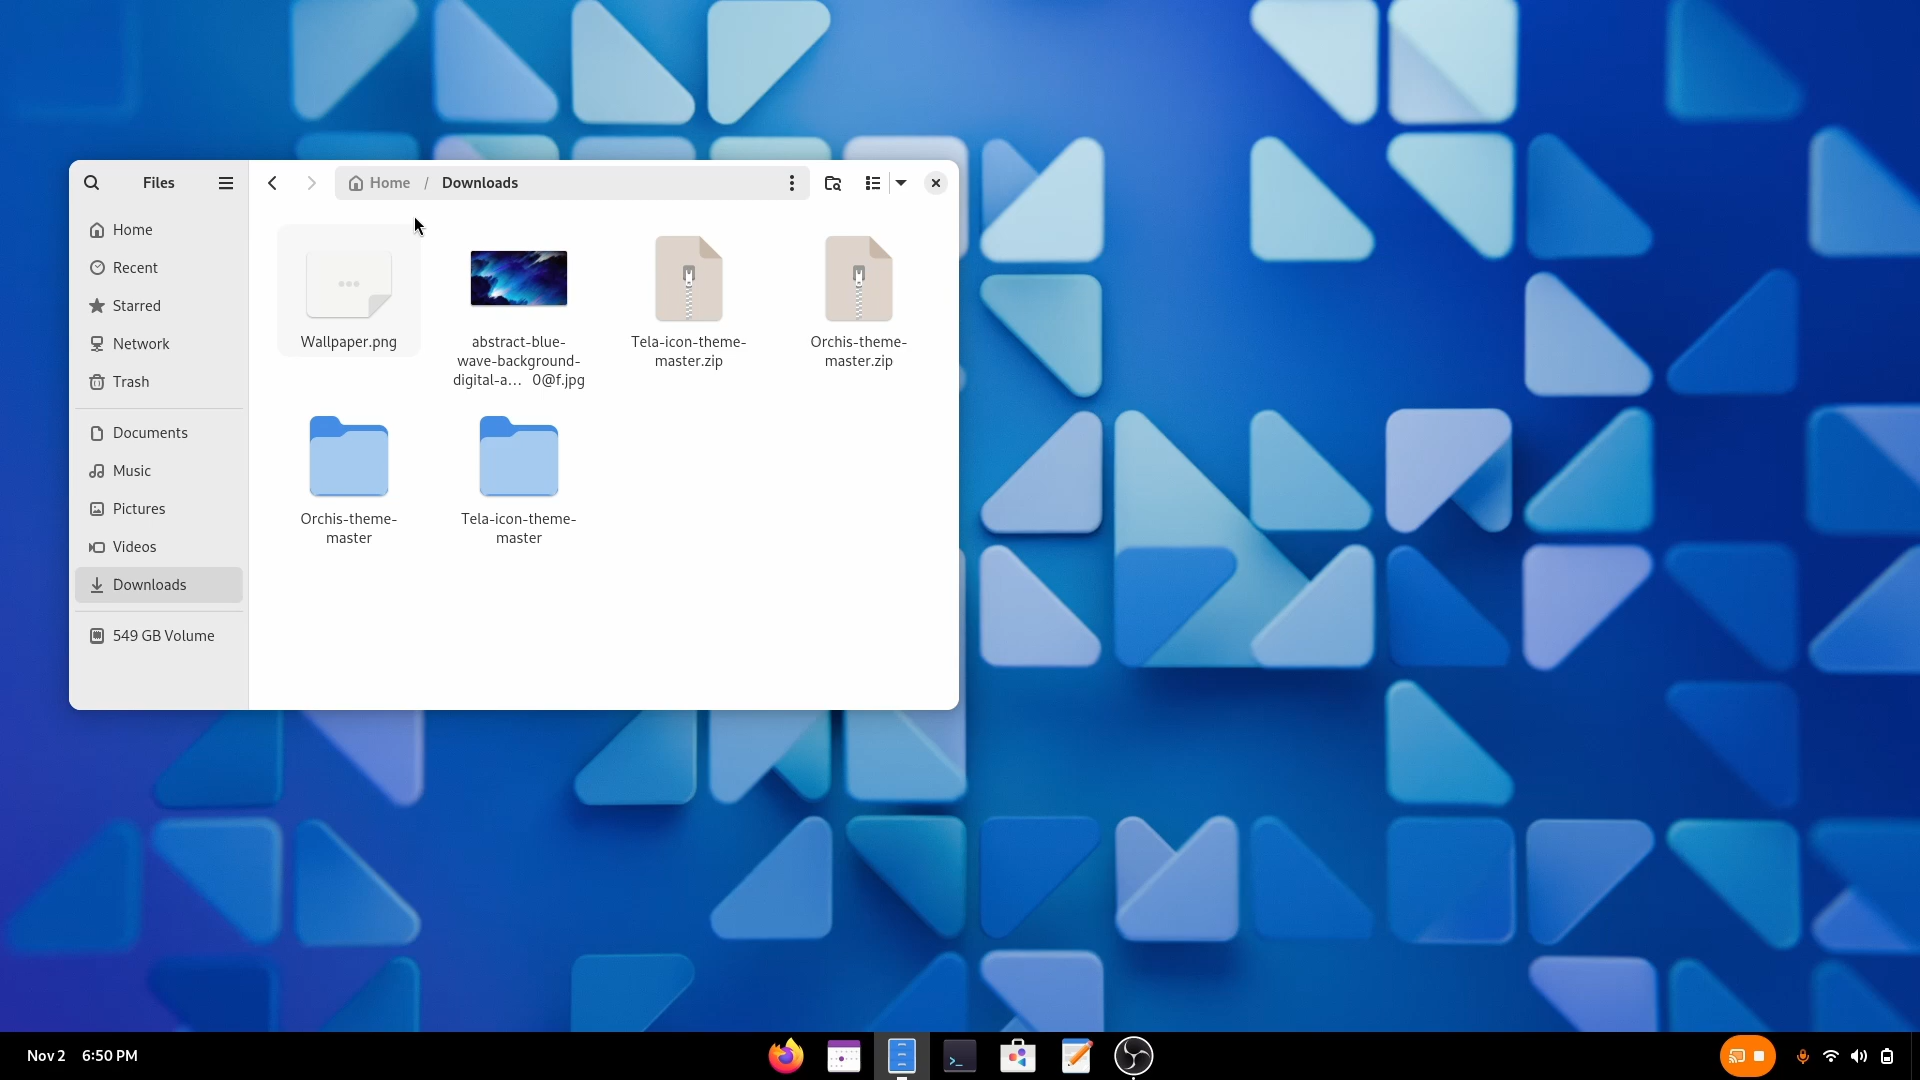 Files
Home / Downloads
Home
Recent
Starred
Network
Trash
Documents
Music
Pictures
Videos
Downloads
549 GB Volume
Wallpaper.png
abstract-blue-
wave-background-
digital-a... 0@f.jpg
Tela-icon-theme-
master.zip
Orchis-theme-
master.zip
Orchis-theme-
master
Tela-icon-theme-
master
Nov 2 6:50 PM